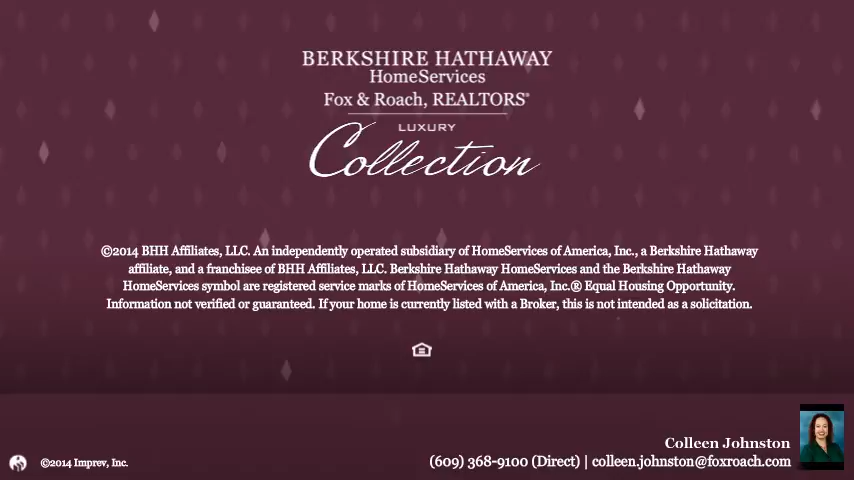 BERKSHIRE HATHAWAY
HomeServices
Fox & Roach, REALTORS®
LUXURY
Collection
©2014 BHH Affiliates, LLC. An independently operated subsidiary of HomeServices of America, Inc., a Berkshire Hathaway
affiliate, and a franchisee of BHH Affiliates, LLC. Berkshire Hathaway HomeServices and the Berkshire Hathaway
HomeServices symbol are registered service marks of HomeServices of America, Inc.® Equal Housing Opportunity.
Information not verified or guaranteed. If your home is currently listed with a Broker, this is not intended as a solicitation.
Colleen Johnston
(609) 368-9100 (Direct) | colleen.johnston@foxroach.com
©2014 Imprev, Inc.